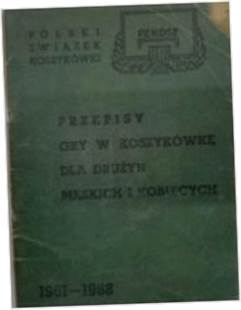 POLSKI
ZWIĄZEK
KOSZYKÓWKI
PRZEPISY
GRY W KOSZYKÓWKĘ
DLA DRUŻYN
MĘSKICH I KOBIECYCH
1961—1968